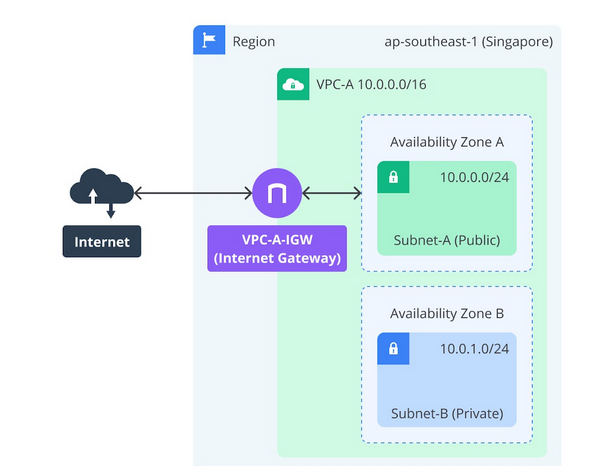 Region
ap-southeast-1 (Singapore)
VPC-A 10.0.0.0/16
Availability Zone A
10.0.0.0/24
Subnet-A (Public)
Internet
VPC-A-IGW
(Internet Gateway)
Availability Zone B
10.0.1.0/24
Subnet-B (Private)